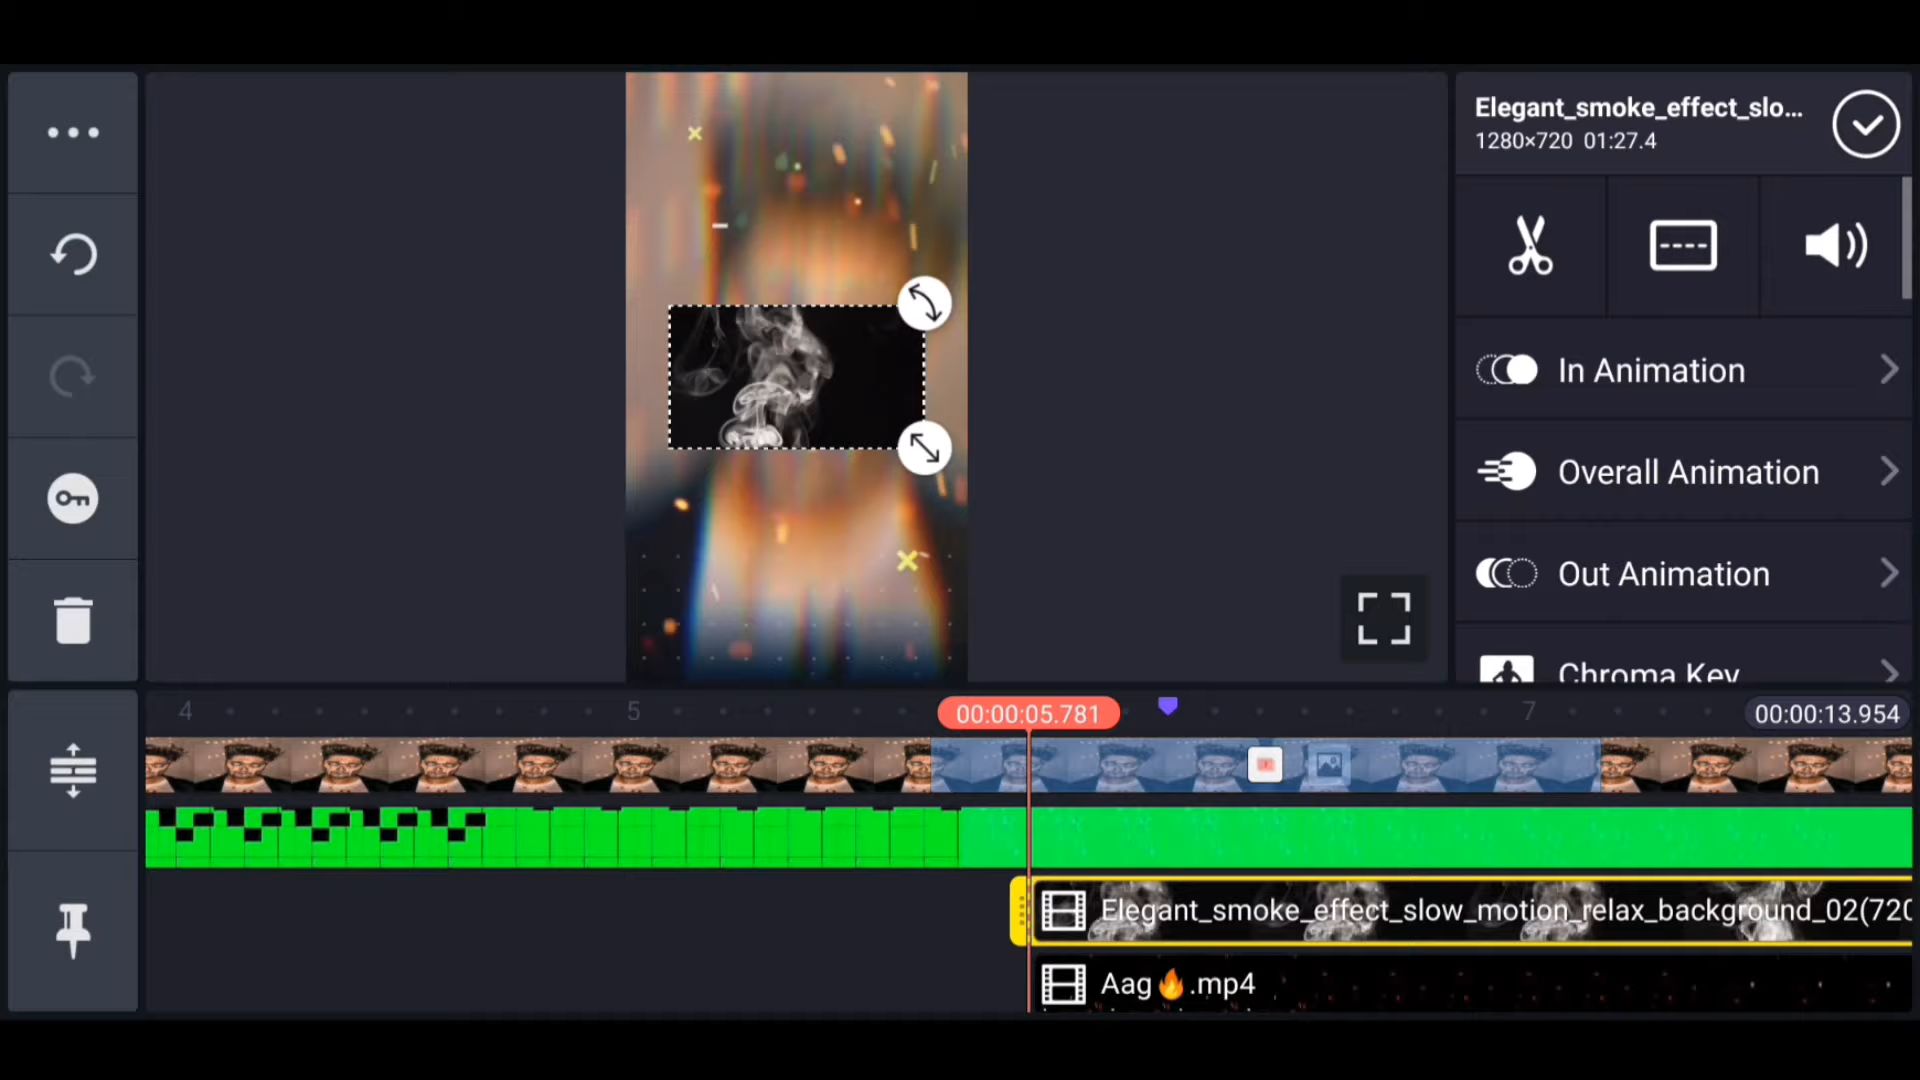 Elegant_smoke_effect_slo...
1280×720 01:27.4
In Animation
Overall Animation
Out Animation
Chroma Key
4
5
00:00:05.781
7
00:00:13.954
Elegant_smoke_effect_slow_motion_relax_background_02(720
Aag🔥.mp4